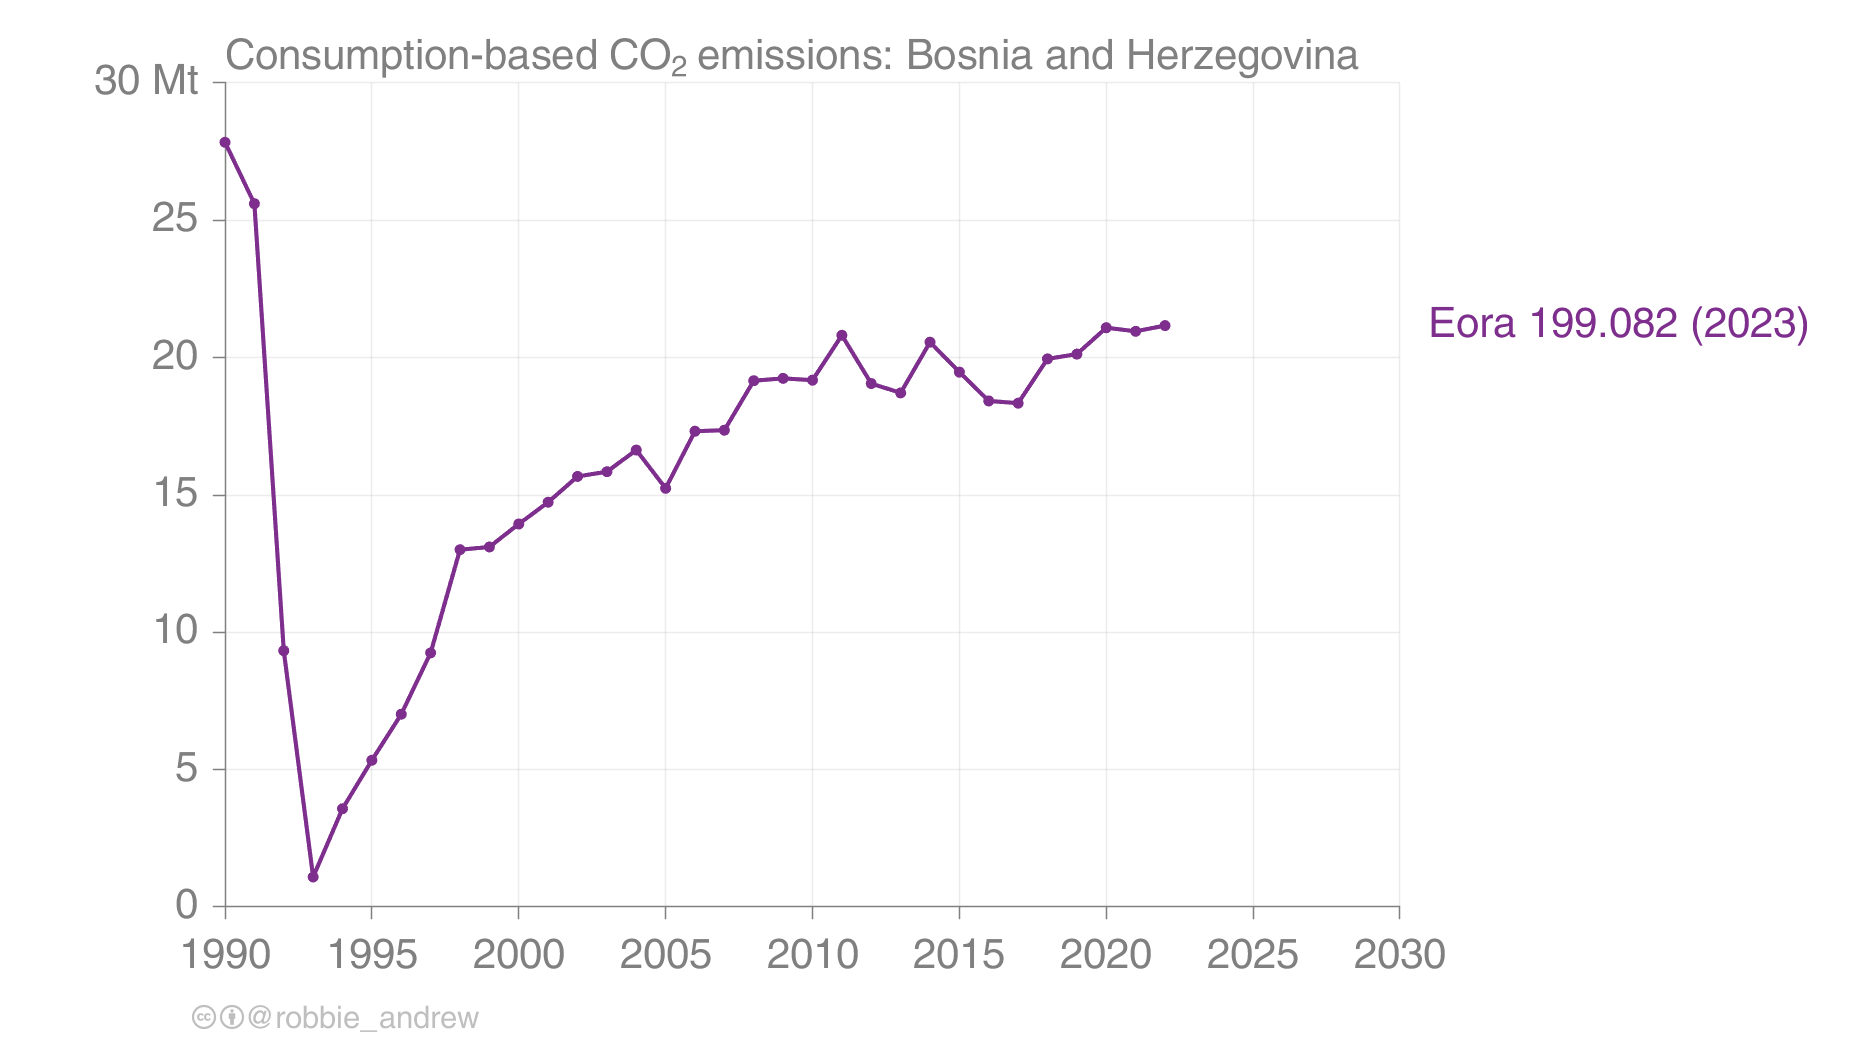 Consumption-based CO₂ emissions: Bosnia and Herzegovina
30 Mt
25
20
15
10
5
0
1990 1995 2000 2005 2010 2015 2020 2025 2030
Eora 199.082 (2023)
cc @robbie_andrew